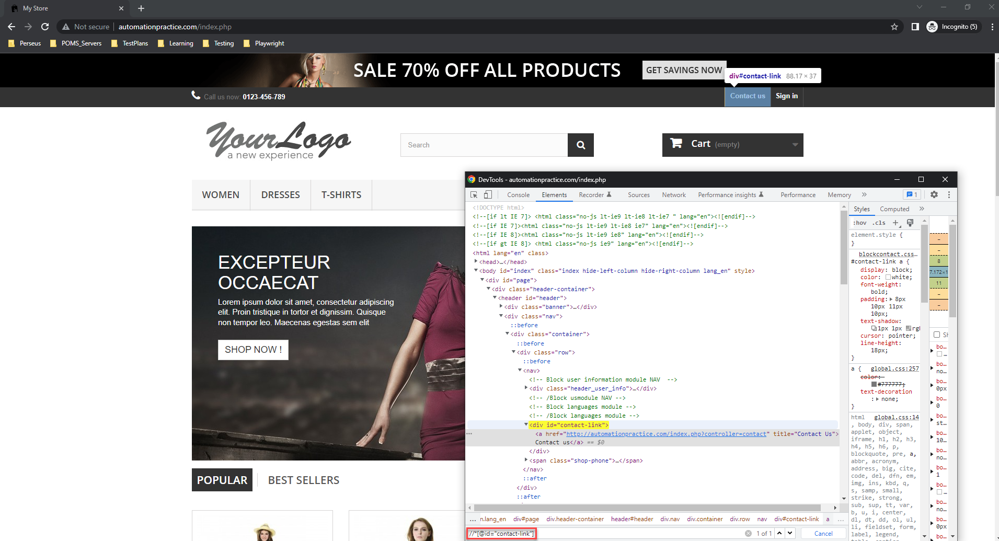 My Store
Not secure automationpractice.com/index.php
Incognito (5)
Perseus POMS_Servers TestPlans Learning Testing Playwright
SALE 70% OFF ALL PRODUCTS GET SAVINGS NOW
div#contact-link 88.17 × 37
Call us now: 0123-456-789
Contact us Sign in
YourLogo
a new experience
Search
Cart (empty)
WOMEN DRESSES T-SHIRTS
EXCEPTEUR
OCCAECAT
Lorem ipsum dolor sit amet, consectetur adipiscing
elit. Proin tristique in tortor et dignissim. Quisque
non tempor leo. Maecenas egestas sem elit
SHOP NOW !
POPULAR BEST SELLERS
DevTools - automationpractice.com/index.php
Console Elements Recorder Sources Network Performance insights Performance Memory » 1
<!DOCTYPE html>
<!--[if lt IE 7]> <html class="no-js lt-ie9 lt-ie8 lt-ie7 " lang="en"><![endif]-->
<!--[if IE 7]><html class="no-js lt-ie9 lt-ie8 ie7" lang="en"><![endif]-->
<!--[if IE 8]><html class="no-js lt-ie9 ie8" lang="en"><![endif]-->
<!--[if gt IE 8]> <html class="no-js ie9" lang="en"><![endif]-->
<html lang="en" class>
<head>…</head>
<body id="index" class="index hide-left-column hide-right-column lang_en" style>
<div id="page">
<div class="header-container">
<header id="header">
<div class="banner">…</div>
<div class="nav">
::before
<div class="container">
::before
<div class="row">
::before
<nav>
<!-- Block user information module NAV  -->
<div class="header_user_info">…</div>
<!-- /Block usmodule NAV -->
<!-- Block languages module -->
<!-- /Block languages module -->
<div id="contact-link">
<a href="http://automationpractice.com/index.php?controller=contact" title="Contact Us">
Contact us</a> == $0
</div>
<span class="shop-phone">…</span>
</nav>
::after
</div>
::after
... n.lang_en div#page div.header-container header#header div.nav div.container div.row nav div#contact-link a ...
//*[@id="contact-link"] 1 of 1 Cancel
Styles Computed »
:hov .cls +
element.style {
}
blockcontact.css…
#contact-link a {
display: block;
color: white;
font-weight:
bold;
padding: 8px
10px 11px
10px;
text-shadow:
1px 1px rg
cursor: pointer;
line-height:
18px;
}
a { global.css:257
color:
#777777;
text-decoration
: none;
}
html global.css:14
, body, div, span,
applet, object,
iframe, h1, h2, h3,
h4, h5, h6, p,
blockquote, pre, a,
abbr, acronym,
address, big, cite,
code, del, dfn, em,
img, ins, kbd, q,
s, samp, small,
strike, strong,
sub, sup, tt, var,
b, u, i, center,
dl, dt, dd, ol, ul,
li, fieldset, form,
label, legend,
8
7.172×1
11
bo…
bo…
no…
bo…
0px
bo…
0
bo…
st…
bo…
10…
bo…
no…
bo…
1
bo…
bo…
no…
bo…
0px
bo…